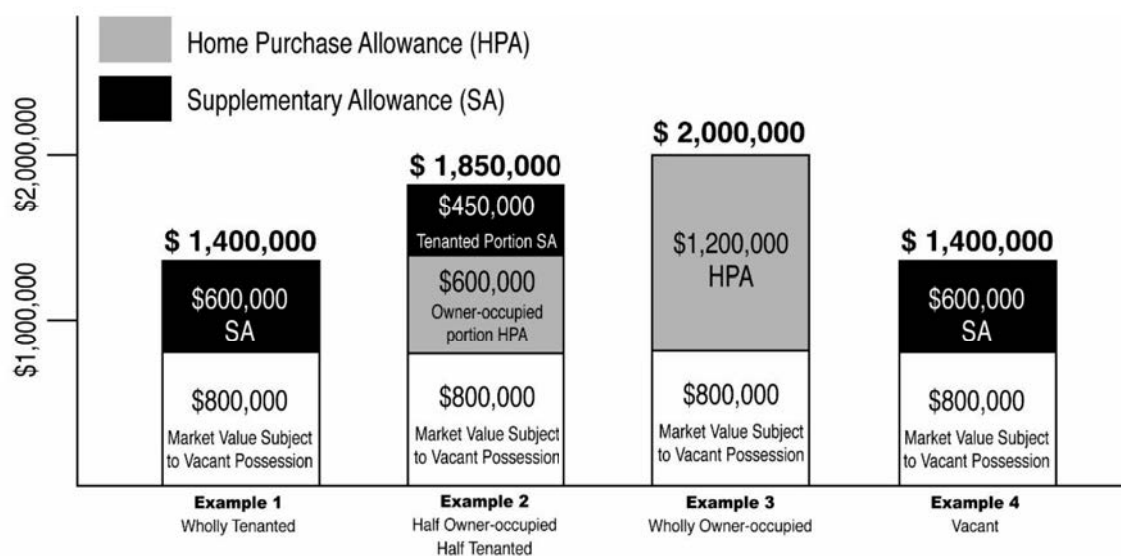 Home Purchase Allowance (HPA)
Supplementary Allowance (SA)
$2,000,000
$1,000,000
$ 1,400,000
$600,000
SA
$800,000
Market Value Subject
to Vacant Possession
Example 1
Wholly Tenanted
$ 1,850,000
$450,000
Tenanted Portion SA
$600,000
Owner-occupied
portion HPA
$800,000
Market Value Subject
to Vacant Possession
Example 2
Half Owner-occupied
Half Tenanted
$ 2,000,000
$1,200,000
HPA
$800,000
Market Value Subject
to Vacant Possession
Example 3
Wholly Owner-occupied
$ 1,400,000
$600,000
SA
$800,000
Market Value Subject
to Vacant Possession
Example 4
Vacant